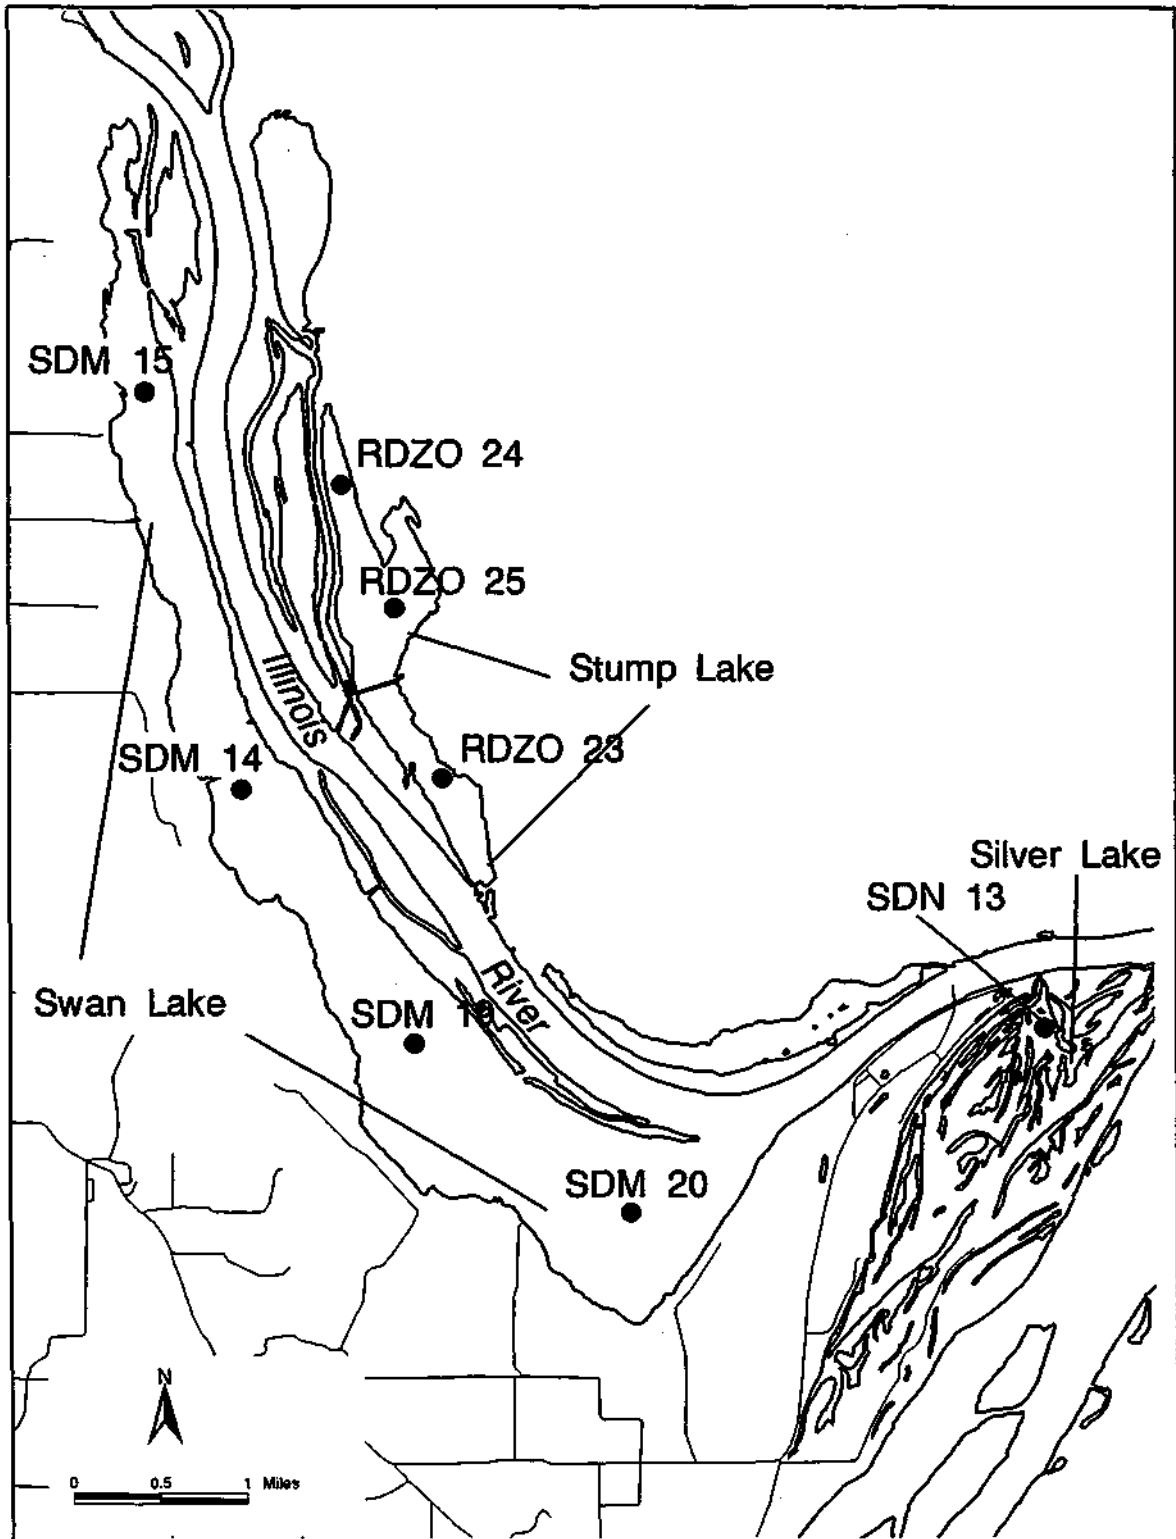 SDM 15
RDZO 24
RDZO 25
Stump Lake
Illinois
RDZO 23
SDM 14
Silver Lake
SDN 13
River
Swan Lake
SDM 19
SDM 20
N
0 0.5 1 Miles